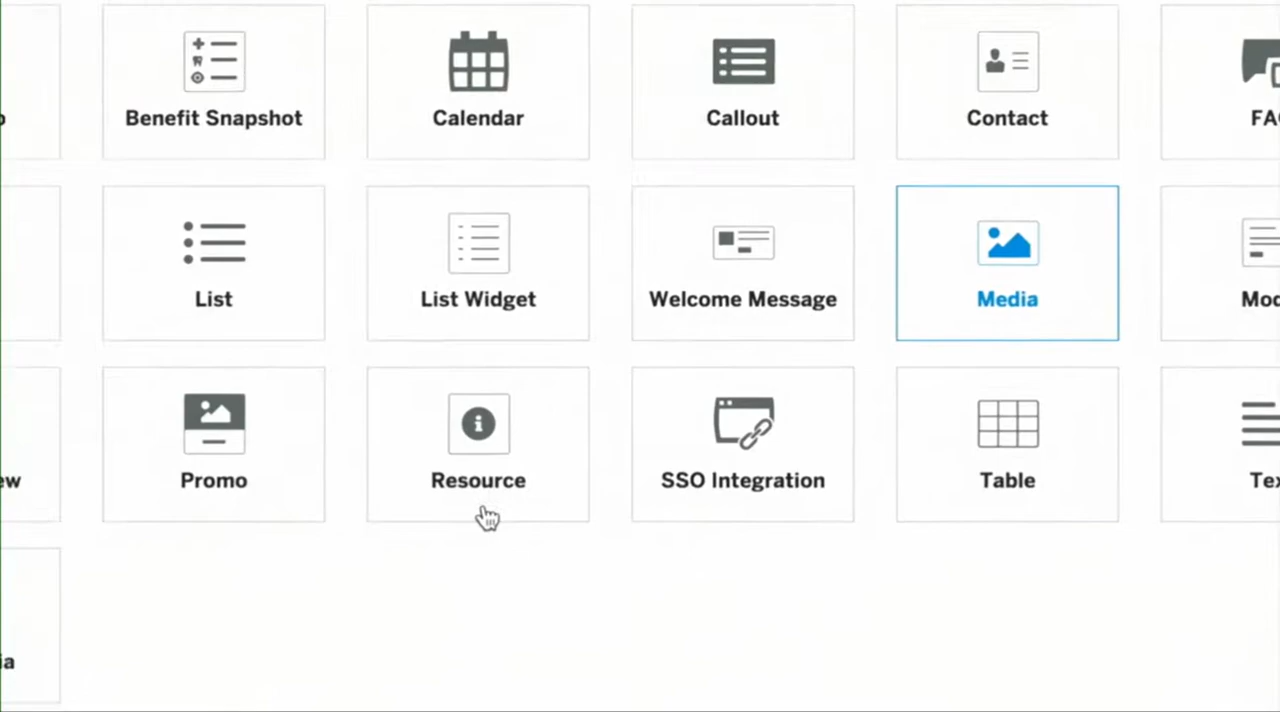 Benefit Snapshot
Calendar
Callout
Contact
List
List Widget
Welcome Message
Media
Promo
Resource
SSO Integration
Table